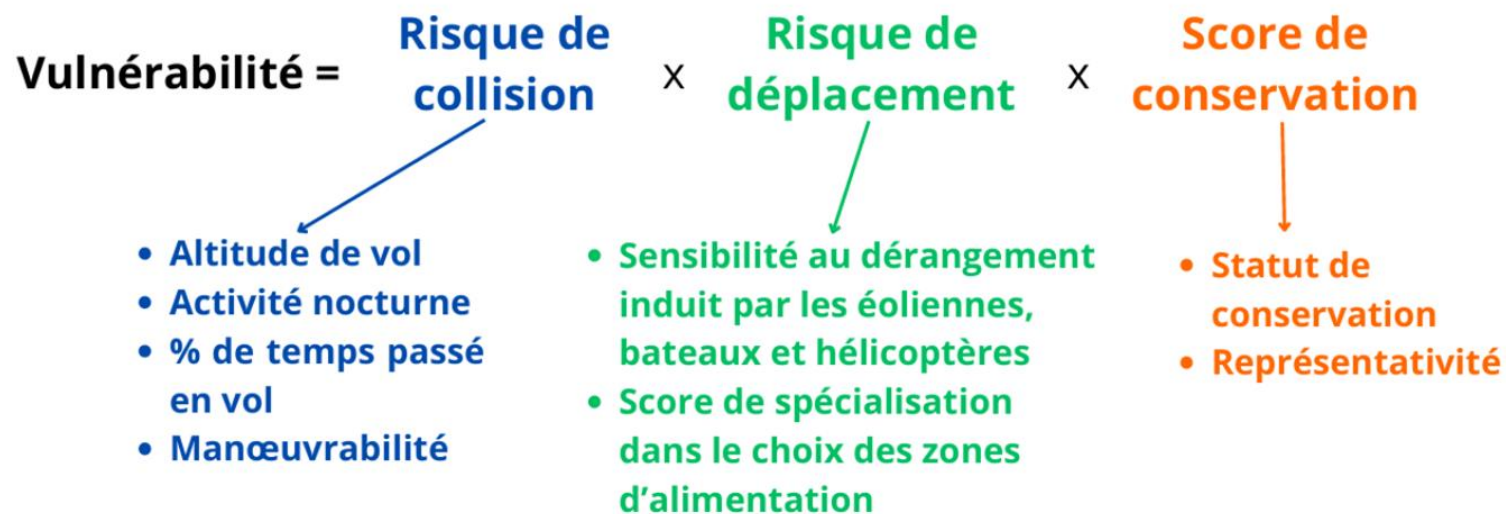 Vulnérabilité = Risque de collision x Risque de déplacement x Score de conservation
• Altitude de vol
• Activité nocturne
• % de temps passé
en vol
• Manœuvrabilité
• Sensibilité au dérangement
induit par les éoliennes,
bateaux et hélicoptères
• Score de spécialisation
dans le choix des zones
d’alimentation
• Statut de
conservation
• Représentativité